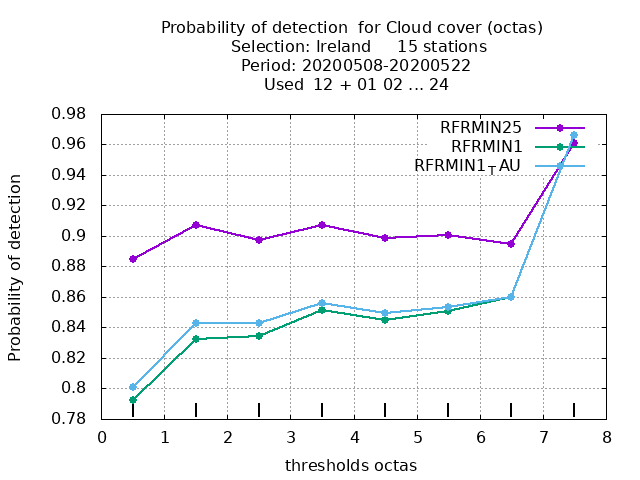 Probability of detection  for Cloud cover (octas)
Selection: Ireland     15 stations
Period: 20200508-20200522
Used  12 + 01 02 ... 24
Probability of detection
0.98
0.96
0.94
0.92
0.9
0.88
0.86
0.84
0.82
0.8
0.78
RFRMIN25
RFRMIN1
RFRMIN1TAU
0 1 2 3 4 5 6 7 8
thresholds octas